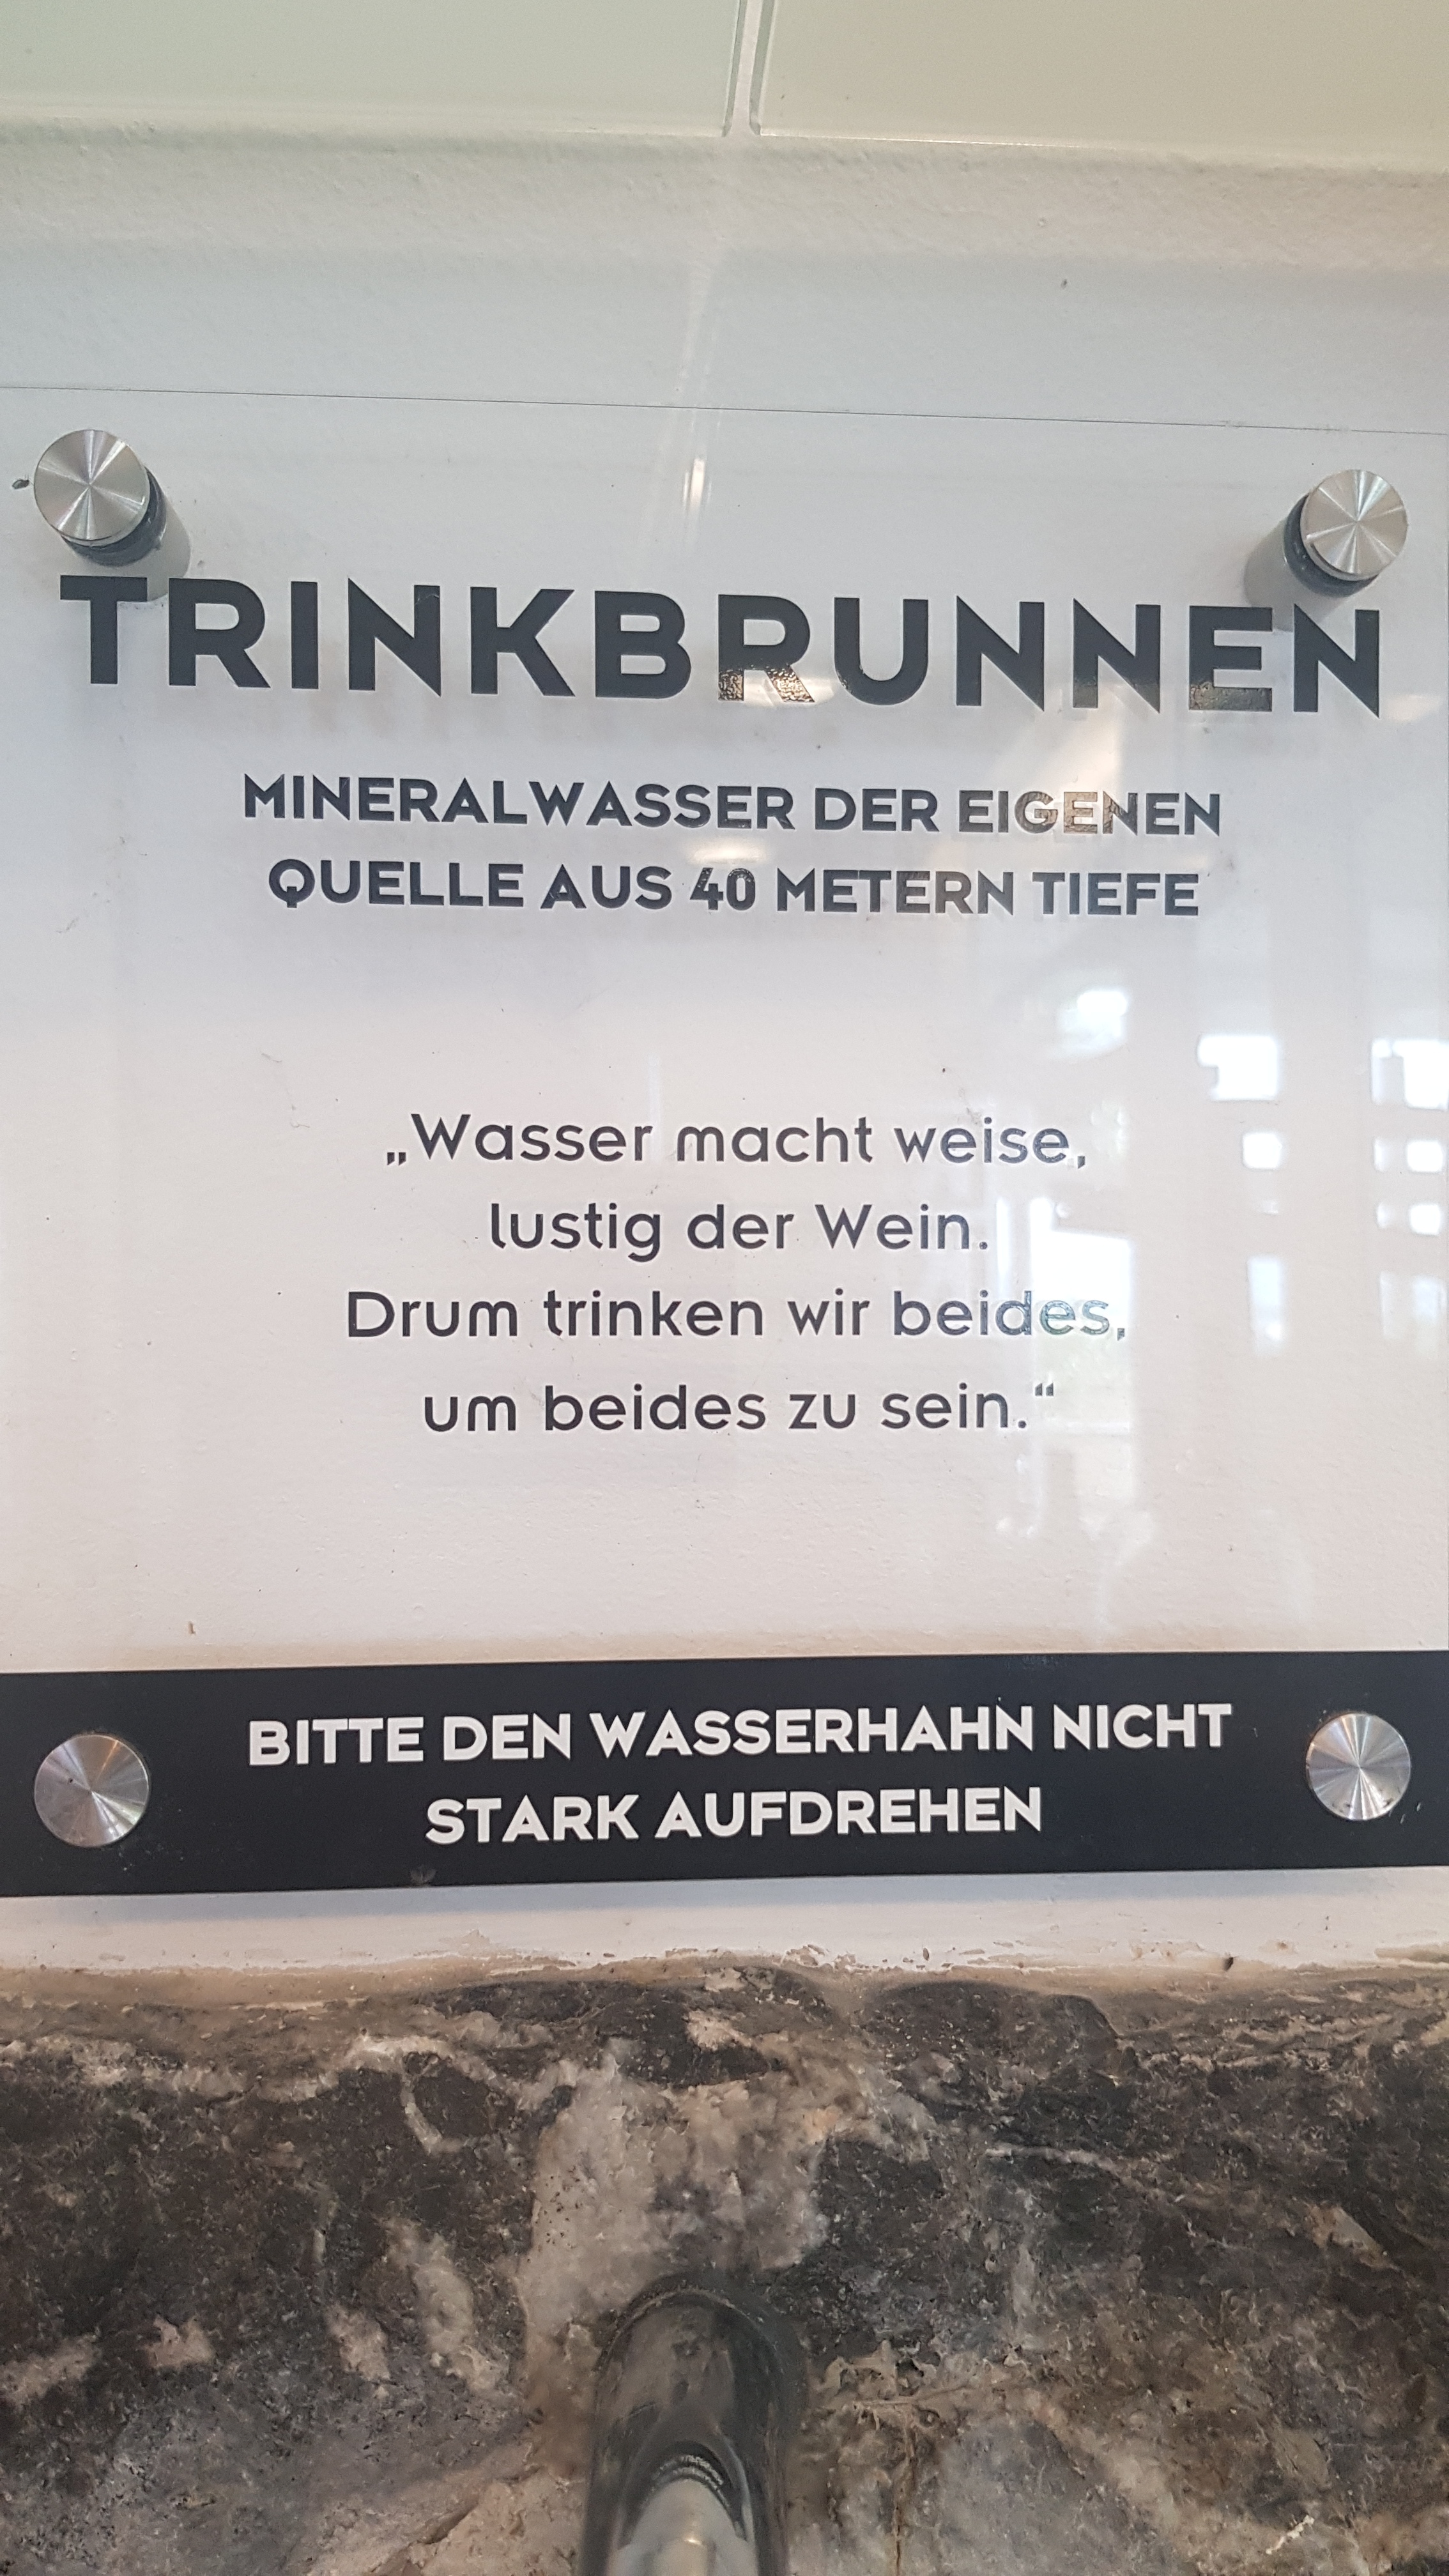 TRINKBRUNNEN
MINERALWASSER DER EIGENEN
QUELLE AUS 40 METERN TIEFE
„Wasser macht weise,
lustig der Wein.
Drum trinken wir beides,
um beides zu sein.“
BITTE DEN WASSERHAHN NICHT
STARK AUFDREHEN